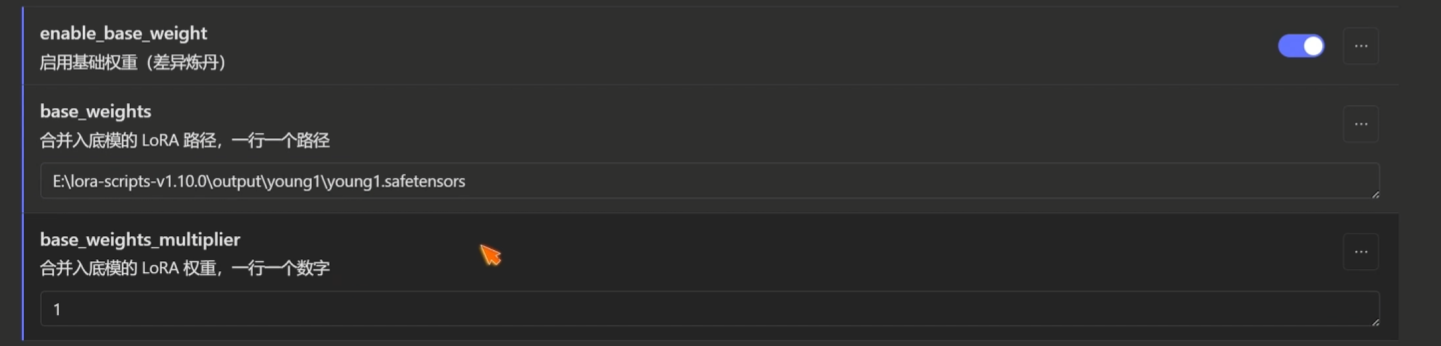 enable_base_weight
启用基础权重（差异炼丹）
base_weights
合并入底模的 LoRA 路径，一行一个路径
E:\lora-scripts-v1.10.0\output\young1\young1.safetensors
base_weights_multiplier
合并入底模的 LoRA 权重，一行一个数字
1